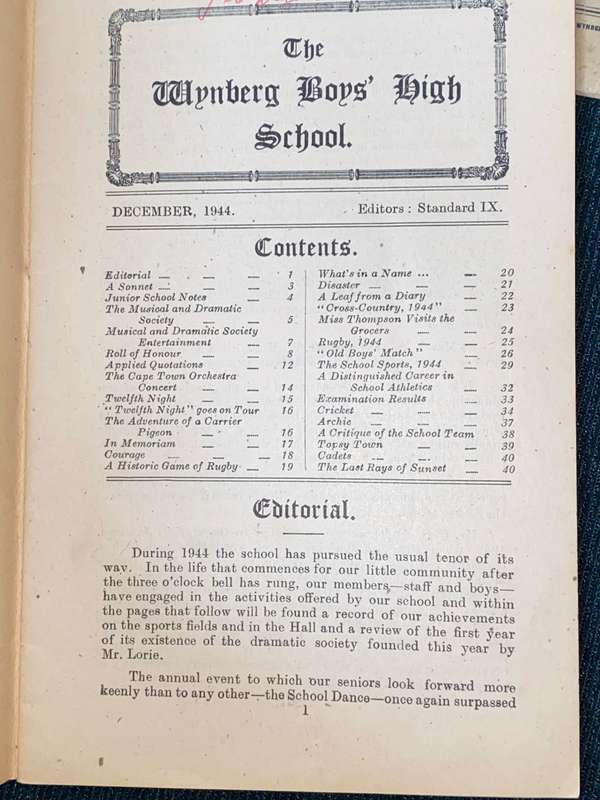 The
Wynberg Boys' High
School.
DECEMBER, 1944.
Editors : Standard IX.
Contents.
Editorial — — — 1
A Sonnet — — — 3
Junior School Notes — 4
The Musical and Dramatic
Society — — 5
Musical and Dramatic Society
Entertainment — 7
Roll of Honour — — 8
Applied Quotations — 12
The Cape Town Orchestra
Concert — — 14
Twelfth Night — — 15
"Twelfth Night" goes on Tour 16
The Adventure of a Carrier
Pigeon — — 16
In Memoriam — — 17
Courage — — — 18
A Historic Game of Rugby — 19
What's in a Name ... — 20
Disaster — — — 21
A Leaf from a Diary — 22
"Cross-Country, 1944" — 23
Miss Thompson Visits the
Grocers — — 24
Rugby, 1944 — — 25
"Old Boys' Match" — 26
The School Sports, 1944 — 29
A Distinguished Career in
School Athletics — 32
Examination Results — 33
Cricket — — — 34
Archie — — — 37
A Critique of the School Team 38
Topsy Town — — 39
Cadets — — — 40
The Last Rays of Sunset — 40
Editorial.
During 1944 the school has pursued the usual tenor of its
way. In the life that commences for our little community after
the three o'clock bell has rung, our members,—staff and boys—
have engaged in the activities offered by our school and within
the pages that follow will be found a record of our achievements
on the sports fields and in the Hall and a review of the first year
of its existence of the dramatic society founded this year by
Mr. Lorie.
The annual event to which our seniors look forward more
keenly than to any other—the School Dance—once again surpassed
1